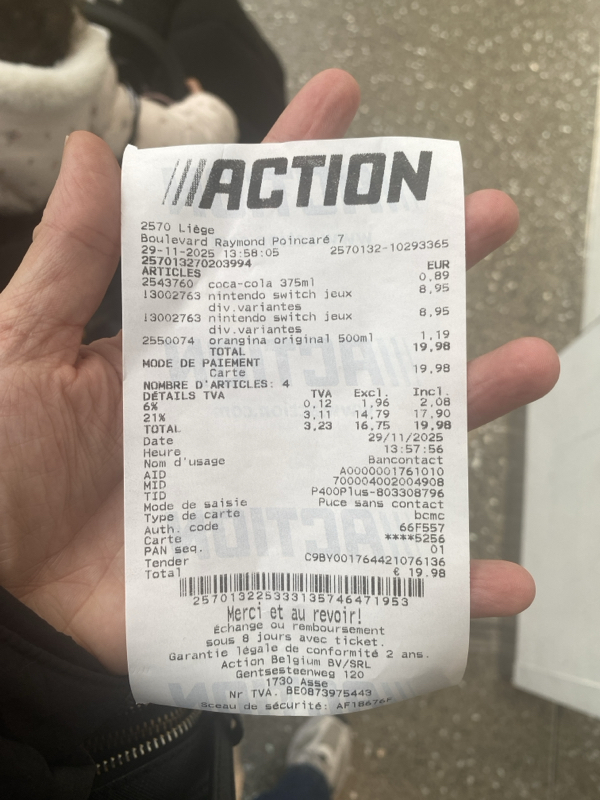 ///ACTION
2570 Liège
Boulevard Raymond Poincaré 7
29-11-2025 13:58:05 2570132-10293365
257013270203994
ARTICLES EUR
2543760 coca-cola 375ml 0,89
13002763 nintendo switch jeux 8,95
div.variantes
13002763 nintendo switch jeux 8,95
div.variantes
2550074 orangina original 500ml 1,19
TOTAL 19,98
MODE DE PAIEMENT
Carte 19,98
NOMBRE D'ARTICLES: 4
DÉTAILS TVA TVA Excl. Incl.
6% 0,12 1,96 2,08
21% 3,11 14,79 17,90
TOTAL 3,23 16,75 19,98
Date 29/11/2025
Heure 13:57:56
Nom d'usage Bancontact
AID A0000001761010
MID 700004002004908
TID P400Plus-803308796
Mode de saisie Puce sans contact
Type de carte bcmc
Auth. code 66F557
Carte ****5256
PAN seq. 01
Tender C9BY001764421076136
Total € 19.98
2570132253331357464 71953
Merci et au revoir!
échange ou remboursement
sous 8 jours avec ticket.
Garantie légale de conformité 2 ans.
Action Belgium BV/SRL
Gentsesteenweg 120
1730 Asse
Nr TVA. BE0873975443
Sceau de sécurité: